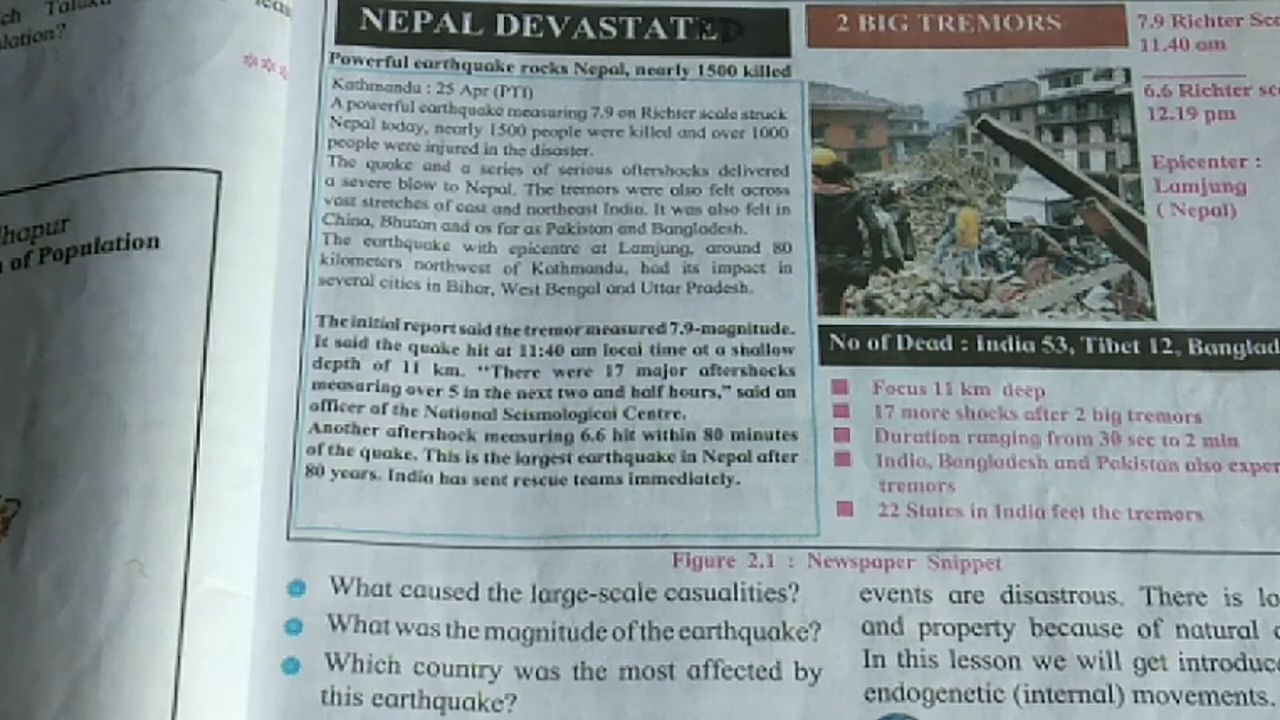 ch Taluka
lation?
***
lhapur
of Population
NEPAL DEVASTATED
Powerful earthquake rocks Nepal, nearly 1500 killed
Kathmandu : 25 Apr (PTI)
A powerful earthquake measuring 7.9 on Richter scale struck
Nepal today, nearly 1500 people were killed and over 1000
people were injured in the disaster.
The quake and a series of serious aftershocks delivered
a severe blow to Nepal. The tremors were also felt across
vast stretches of east and northeast India. It was also felt in
China, Bhutan and as far as Pakistan and Bangladesh.
The earthquake with epicentre at Lamjung, around 80
kilometers northwest of Kathmandu, had its impact in
several cities in Bihar, West Bengal and Uttar Pradesh.
The initial report said the tremor measured 7.9-magnitude.
It said the quake hit at 11:40 am local time at a shallow
depth of 11 km. “There were 17 major aftershocks
measuring over 5 in the next two and half hours,” said an
officer of the National Seismological Centre.
Another aftershock measuring 6.6 hit within 80 minutes
of the quake. This is the largest earthquake in Nepal after
80 years. India has sent rescue teams immediately.
2 BIG TREMORS
7.9 Richter Sca
11.40 am
6.6 Richter sc
12.19 pm
Epicenter :
Lamjung
( Nepal)
No of Dead : India 53, Tibet 12, Banglad
Focus 11 km deep
17 more shocks after 2 big tremors
Duration ranging from 30 sec to 2 min
India, Bangladesh and Pakistan also exper
tremors
22 States in India feel the tremors
Figure 2.1 : Newspaper Snippet
What caused the large-scale casualities?
What was the magnitude of the earthquake?
Which country was the most affected by
this earthquake?
events are disastrous. There is lo
and property because of natural
In this lesson we will get introduc
endogenetic (internal) movements.